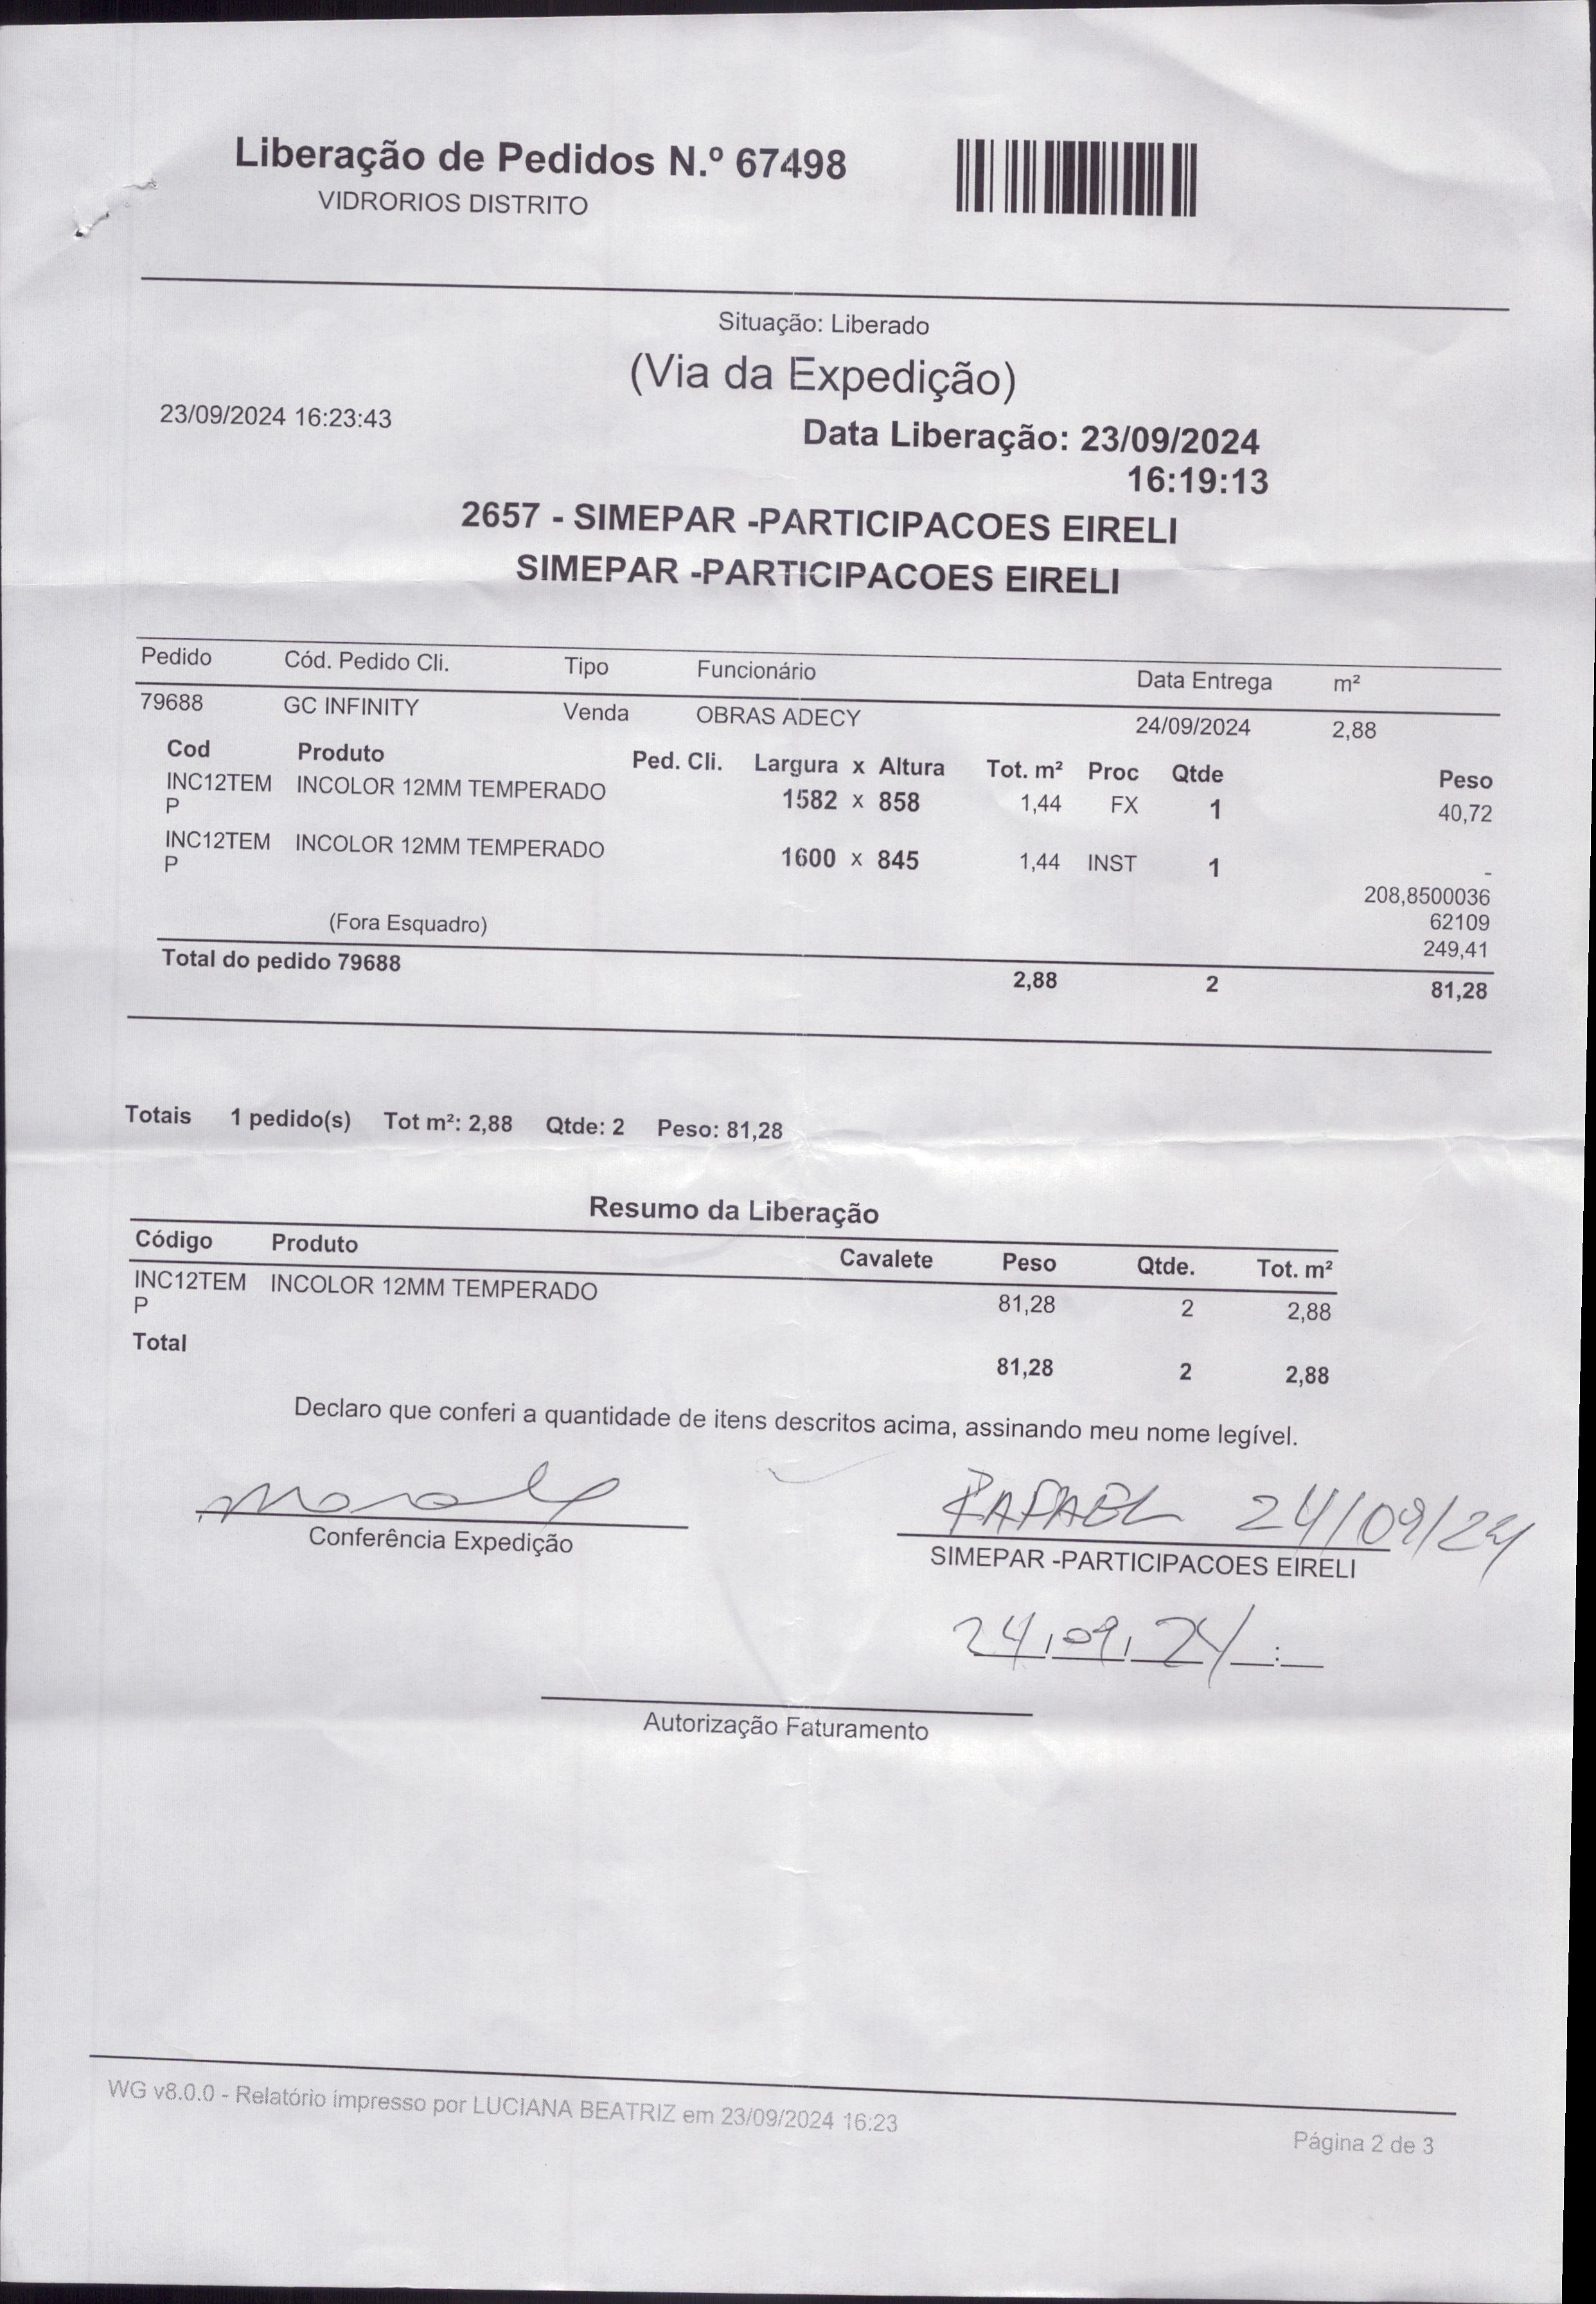 Liberação de Pedidos N.º 67498
VIDRORIOS DISTRITO
Situação: Liberado
(Via da Expedição)
23/09/2024 16:23:43
Data Liberação: 23/09/2024
16:19:13
2657 - SIMEPAR -PARTICIPACOES EIRELI
SIMEPAR -PARTICIPACOES EIRELI
Pedido Cód. Pedido Cli. Tipo Funcionário Data Entrega m²
79688 GC INFINITY Venda OBRAS ADECY 24/09/2024 2,88
Cod Produto Ped. Cli. Largura x Altura Tot. m² Proc Qtde Peso
INC12TEM INCOLOR 12MM TEMPERADO 1582 x 858 1,44 FX 1 40,72
P
INC12TEM INCOLOR 12MM TEMPERADO 1600 x 845 1,44 INST 1 -
P
208,8500036
(Fora Esquadro) 62109
249,41
Total do pedido 79688 2,88 2 81,28
Totais 1 pedido(s) Tot m²: 2,88 Qtde: 2 Peso: 81,28
Resumo da Liberação
Código Produto Cavalete Peso Qtde. Tot. m²
INC12TEM INCOLOR 12MM TEMPERADO 81,28 2 2,88
P
Total 81,28 2 2,88
Declaro que conferi a quantidade de itens descritos acima, assinando meu nome legível.
RAFAEL 24/09/24
Conferência Expedição SIMEPAR -PARTICIPACOES EIRELI
24/09/24/ :
Autorização Faturamento
WG v8.0.0 - Relatório impresso por LUCIANA BEATRIZ em 23/09/2024 16:23
Página 2 de 3